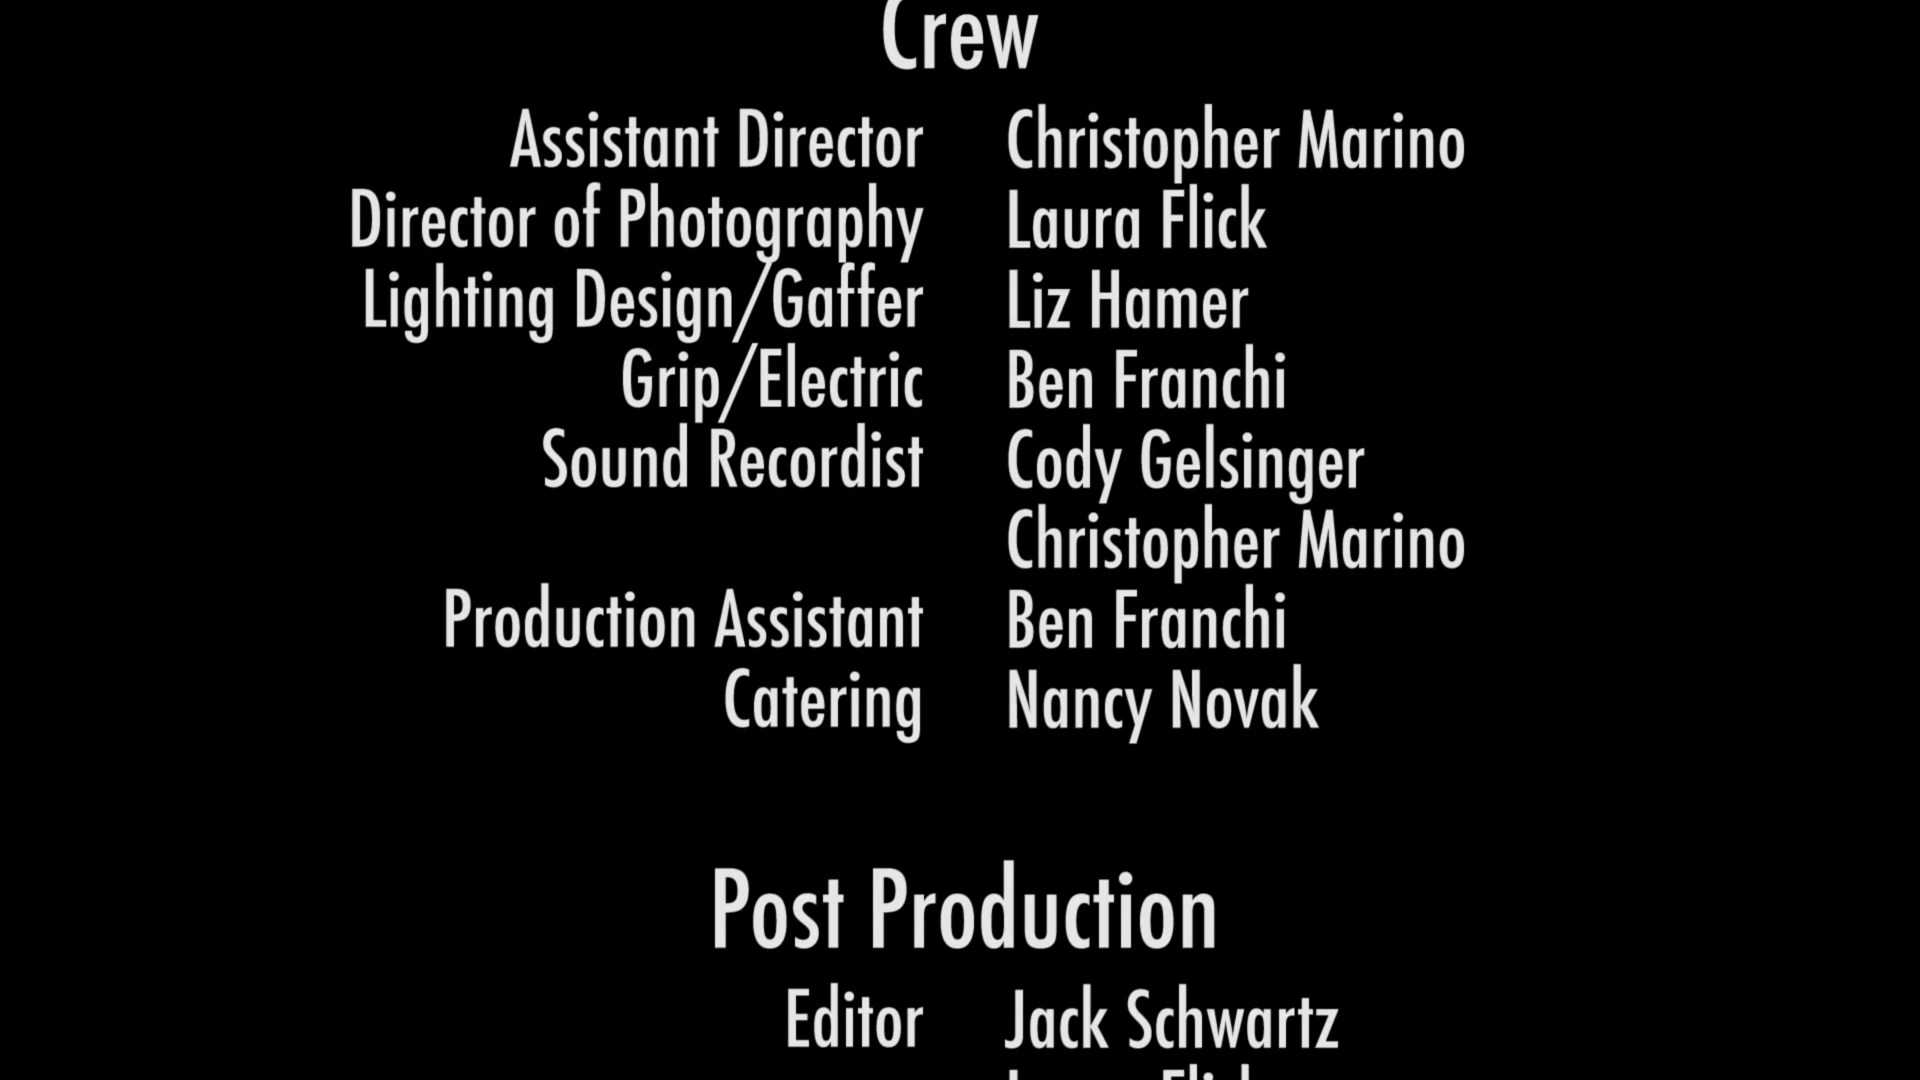 Crew
Assistant Director Christopher Marino
Director of Photography Laura Flick
Lighting Design/Gaffer Liz Hamer
Grip/Electric Ben Franchi
Sound Recordist Cody Gelsinger
Christopher Marino
Production Assistant Ben Franchi
Catering Nancy Novak
Post Production
Editor Jack Schwartz